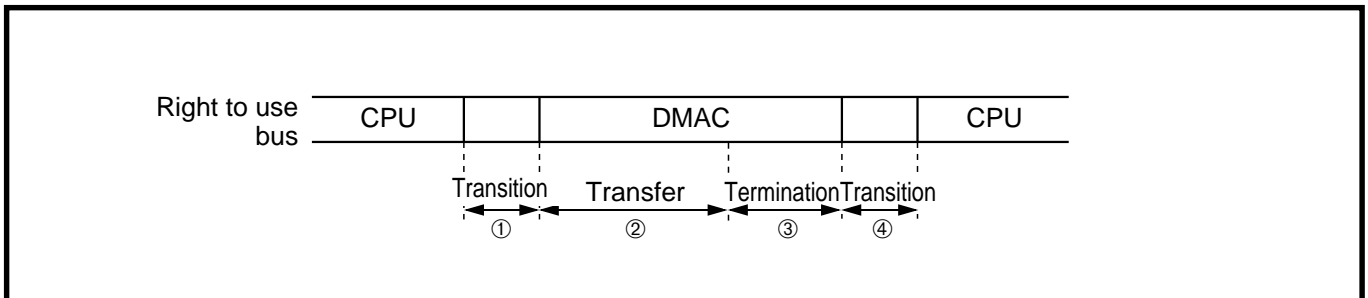 Right to use
bus
CPU
DMAC
CPU
Transition
Transfer
Termination
Transition
①
②
③
④